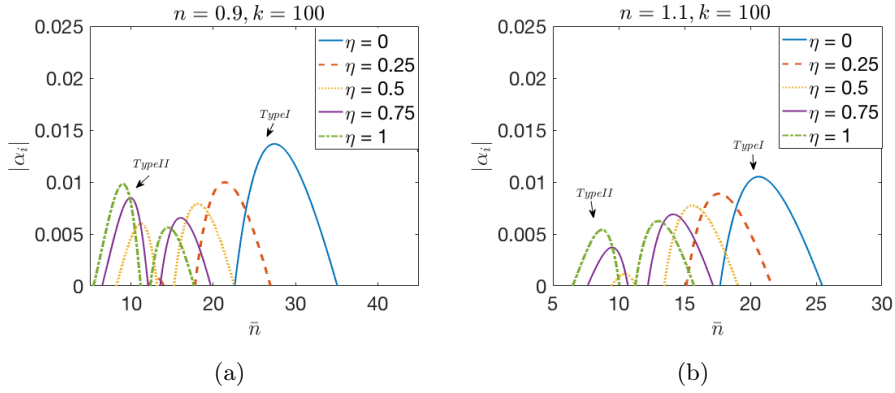 n = 0.9, k = 100
|α_i|
0.025
0.02
0.015
0.01
0.005
0
10
20
30
40
n̄
η = 0
η = 0.25
η = 0.5
η = 0.75
η = 1
TypeI
TypeII
(a)
n = 1.1, k = 100
|α_i|
0.025
0.02
0.015
0.01
0.005
0
5
10
15
20
25
30
n̄
η = 0
η = 0.25
η = 0.5
η = 0.75
η = 1
TypeI
TypeII
(b)